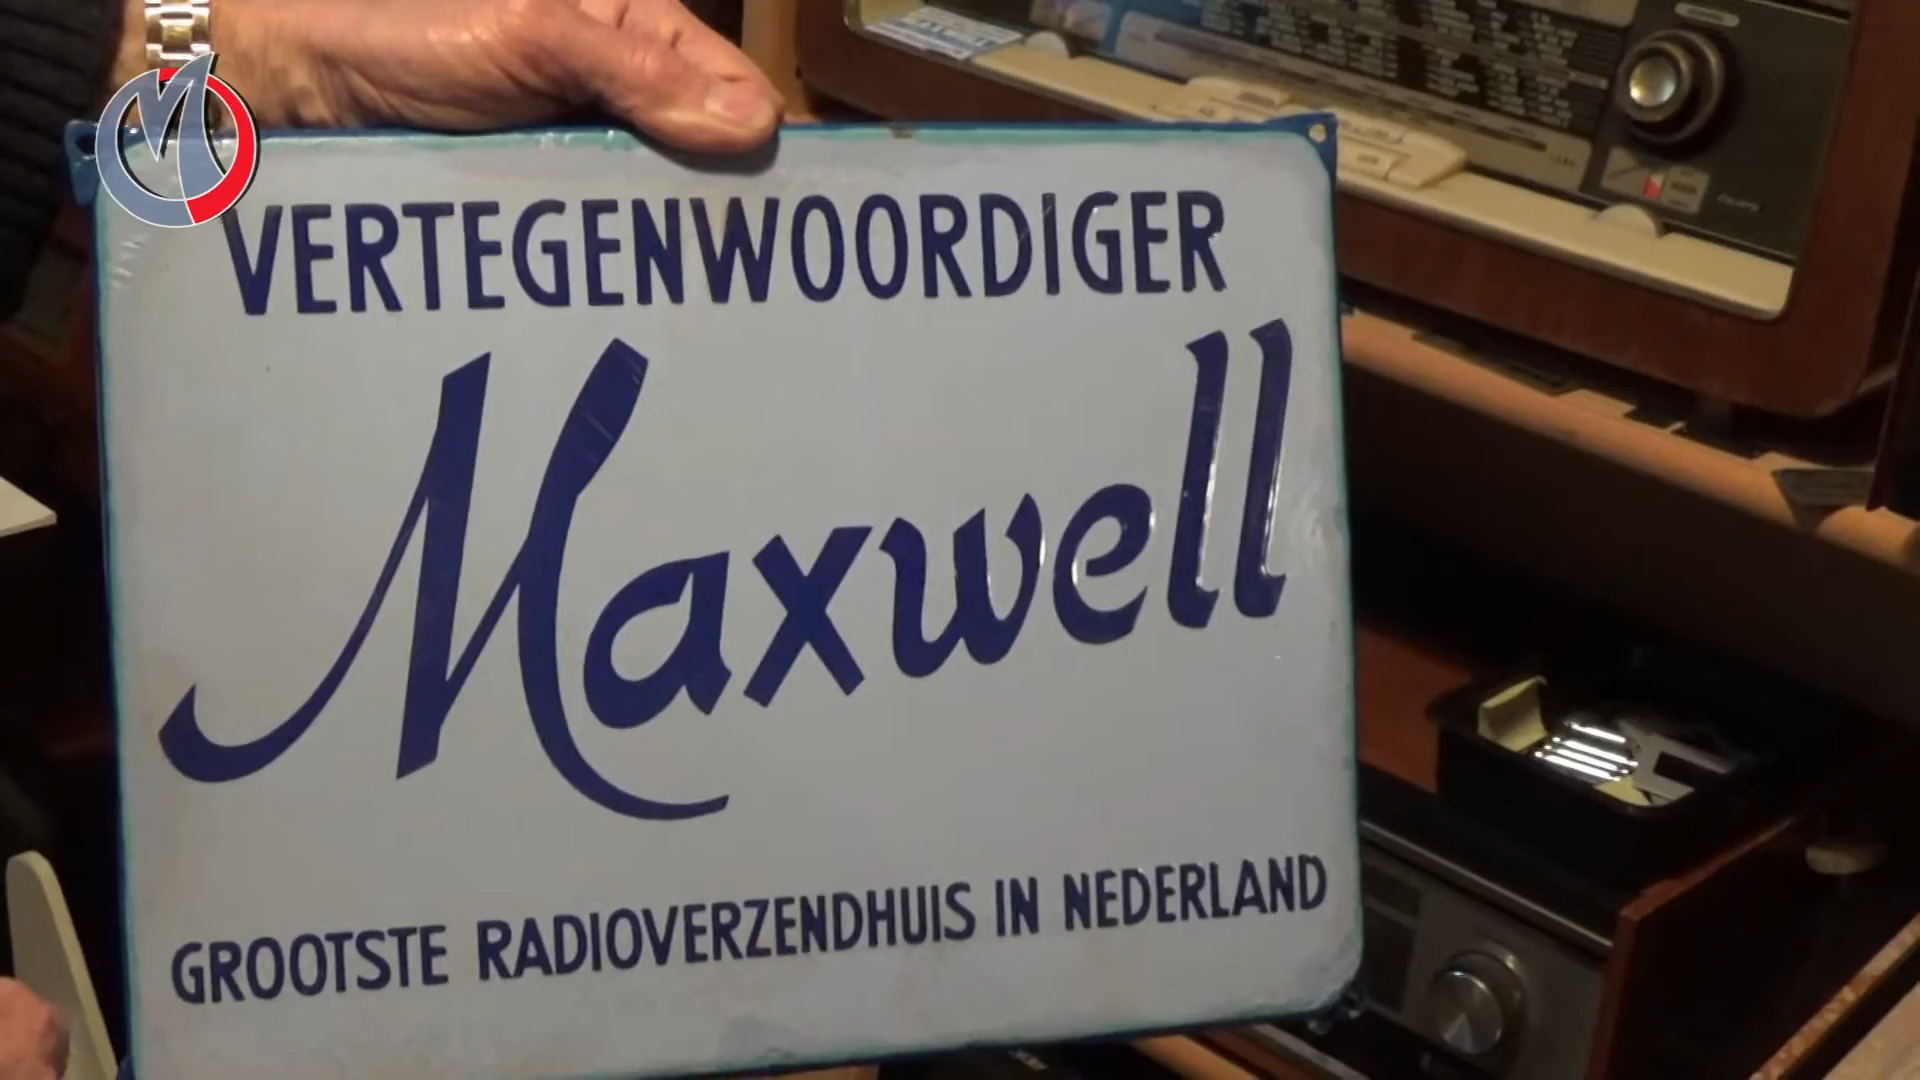 VERTEGENWOORDIGER
Maxwell
GROOTSTE RADIOVERZENDHUIS IN NEDERLAND